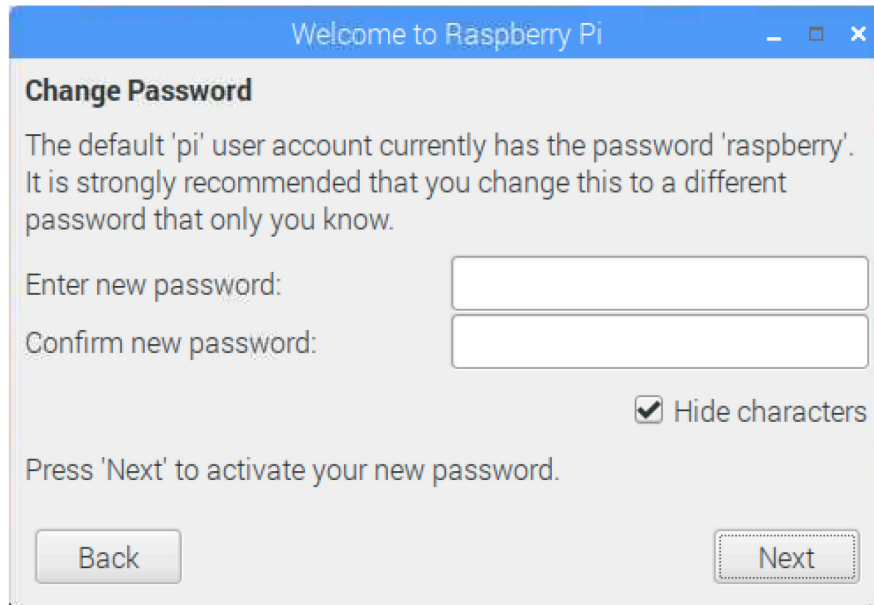 Welcome to Raspberry Pi
Change Password
The default 'pi' user account currently has the password 'raspberry'.
It is strongly recommended that you change this to a different
password that only you know.
Enter new password:
Confirm new password:
Hide characters
Press 'Next' to activate your new password.
Back
Next